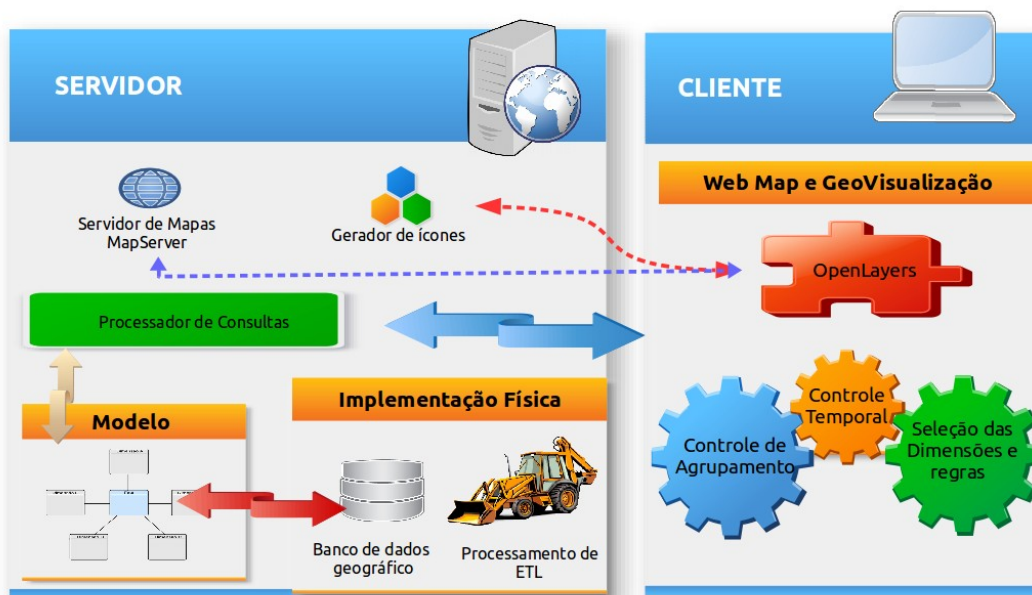 SERVIDOR
Servidor de Mapas
MapServer
Gerador de ícones
Processador de Consultas
Modelo
Implementação Física
Banco de dados
geográfico
Processamento de
ETL
CLIENTE
Web Map e GeoVisualização
OpenLayers
Controle
Temporal
Controle de
Agrupamento
Seleção das
Dimensões e
regras